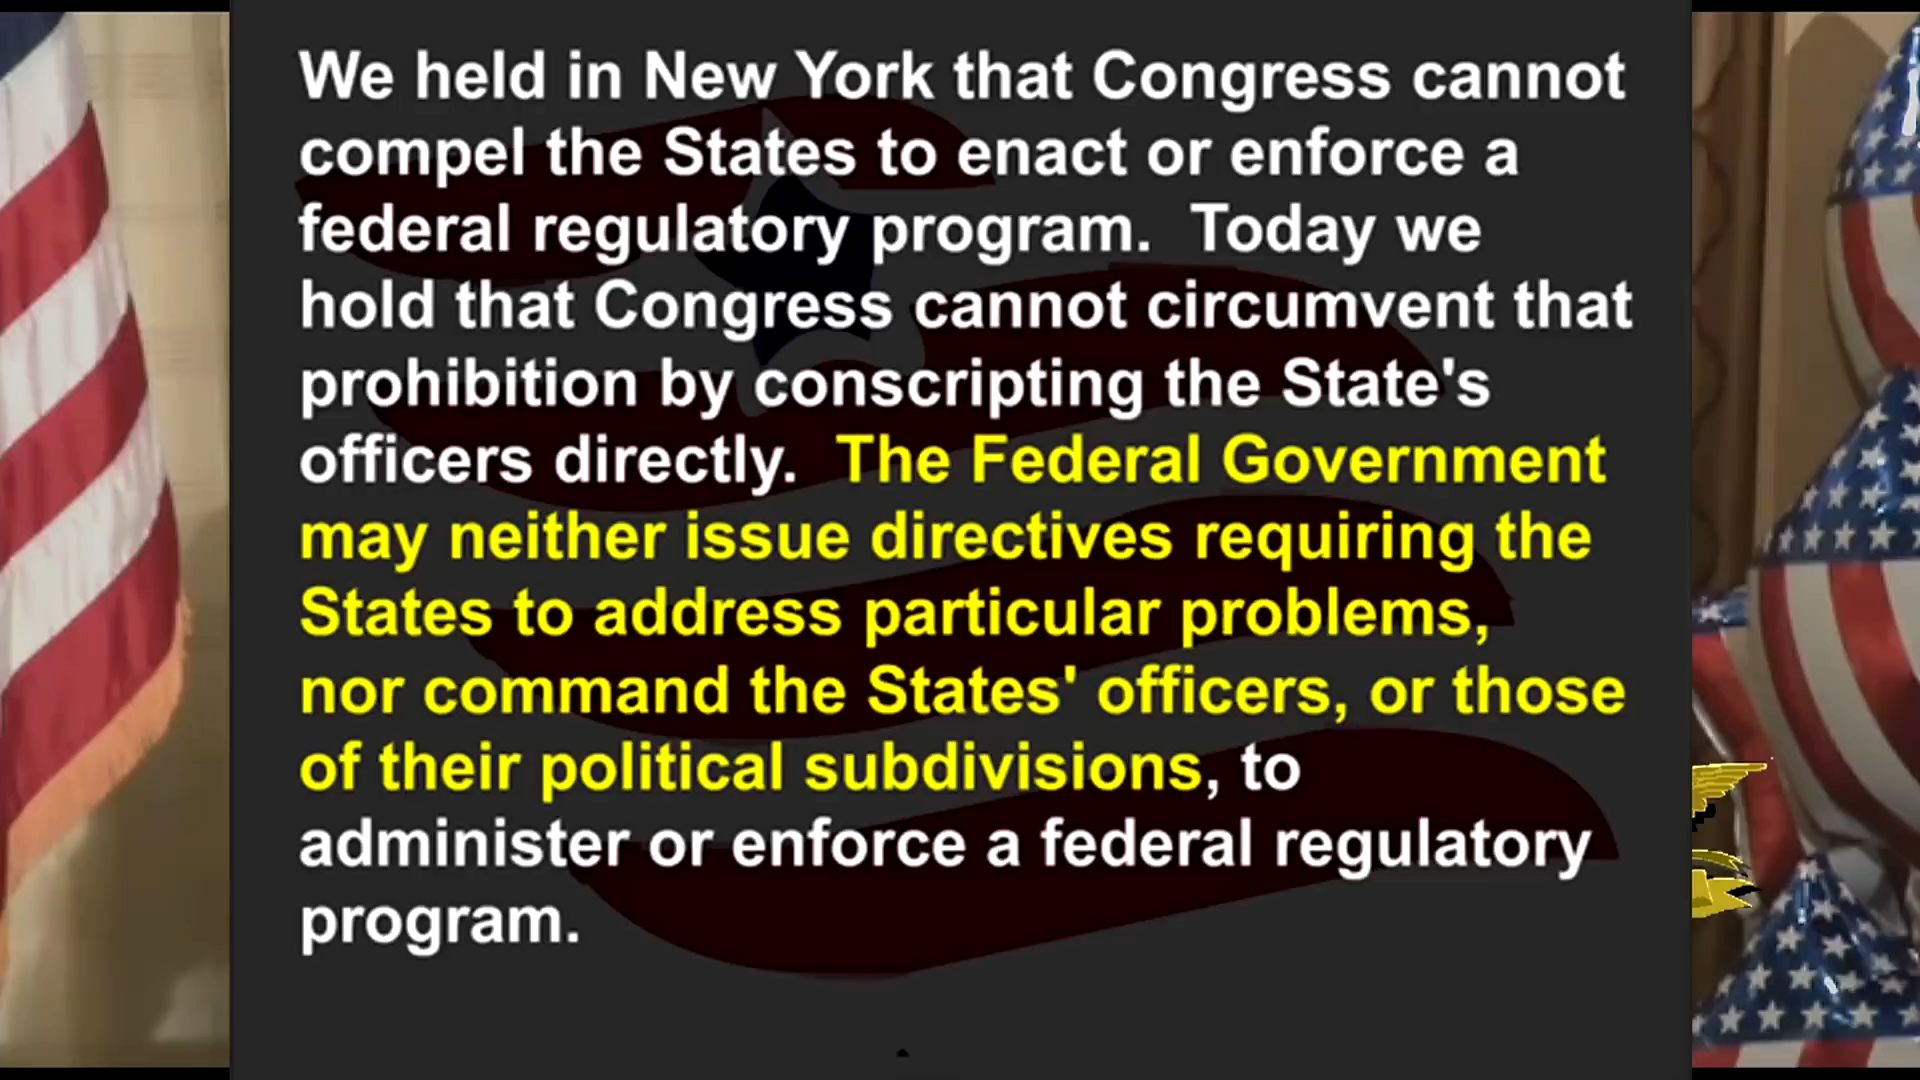 We held in New York that Congress cannot
compel the States to enact or enforce a
federal regulatory program.  Today we
hold that Congress cannot circumvent that
prohibition by conscripting the State's
officers directly.  The Federal Government
may neither issue directives requiring the
States to address particular problems,
nor command the States' officers, or those
of their political subdivisions, to
administer or enforce a federal regulatory
program.